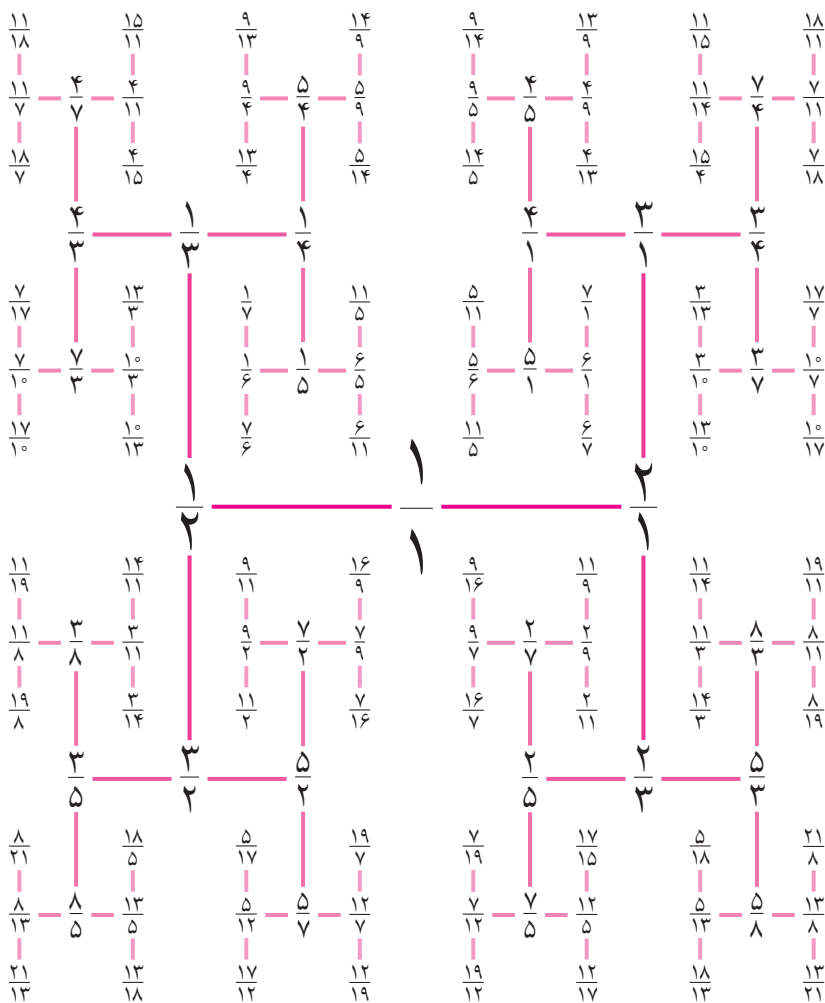 ۱۱/۱۸ ۱۵/۱۱ ۹/۱۳ ۱۴/۹ ۹/۱۴ ۱۳/۹ ۱۱/۱۵ ۱۸/۱۱
۱۱/۷ ۴/۷ ۴/۱۱ ۹/۴ ۵/۴ ۵/۹ ۹/۵ ۴/۵ ۴/۹ ۱۱/۱۴ ۷/۴ ۷/۱۱
۱۸/۷ ۴/۱۵ ۱۳/۴ ۵/۱۴ ۱۴/۵ ۴/۱۳ ۱۵/۴ ۷/۱۸
۴/۳ ۱/۳ ۱/۴ ۴/۱ ۳/۱ ۳/۴
۷/۱۷ ۱۳/۳ ۱/۷ ۱۱/۵ ۵/۱۱ ۷/۱ ۳/۱۳ ۱۷/۷
۷/۱۰ ۷/۳ ۱۰/۳ ۱/۶ ۱/۵ ۶/۵ ۵/۶ ۵/۱ ۶/۱ ۳/۱۰ ۳/۷ ۱۰/۷
۱۷/۱۰ ۱۰/۱۳ ۷/۶ ۶/۱۱ ۱۱/۵ ۶/۷ ۱۳/۱۰ ۱۰/۱۷
۱/۲ ۱/۱ ۲/۱
۱۱/۱۹ ۱۴/۱۱ ۹/۱۱ ۱۶/۹ ۹/۱۶ ۱۱/۹ ۱۱/۱۴ ۱۹/۱۱
۱۱/۸ ۳/۸ ۳/۱۱ ۹/۲ ۷/۲ ۷/۹ ۹/۷ ۲/۷ ۲/۹ ۱۱/۳ ۸/۳ ۸/۱۱
۱۹/۸ ۳/۱۴ ۱۱/۲ ۷/۱۶ ۱۶/۷ ۲/۱۱ ۱۴/۳ ۸/۱۹
۳/۵ ۳/۲ ۵/۲ ۲/۵ ۲/۳ ۵/۳
۸/۲۱ ۱۸/۵ ۵/۱۷ ۱۹/۷ ۷/۱۹ ۱۷/۱۵ ۵/۱۸ ۲۱/۸
۸/۱۳ ۸/۵ ۱۳/۵ ۵/۱۲ ۵/۷ ۱۲/۷ ۷/۱۲ ۷/۵ ۱۲/۵ ۵/۱۳ ۵/۸ ۱۳/۸
۲۱/۱۳ ۱۳/۱۸ ۱۷/۱۲ ۱۲/۱۹ ۱۹/۱۲ ۱۲/۱۷ ۱۸/۱۳ ۱۳/۲۱